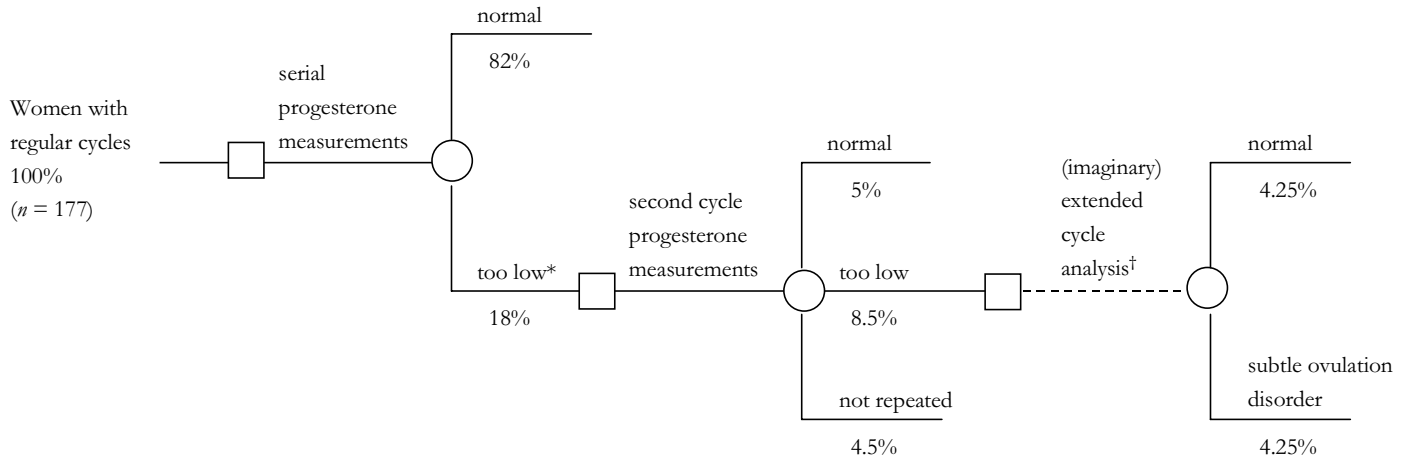 Women with
regular cycles
100%
(n = 177)
serial
progesterone
measurements
normal
82%
too low*
18%
second cycle
progesterone
measurements
normal
5%
too low
8.5%
not repeated
4.5%
(imaginary)
extended
cycle
analysis†
normal
4.25%
subtle ovulation
disorder
4.25%